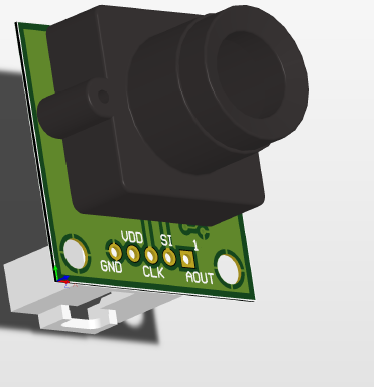 VDD SI 1
GND CLK AOUT